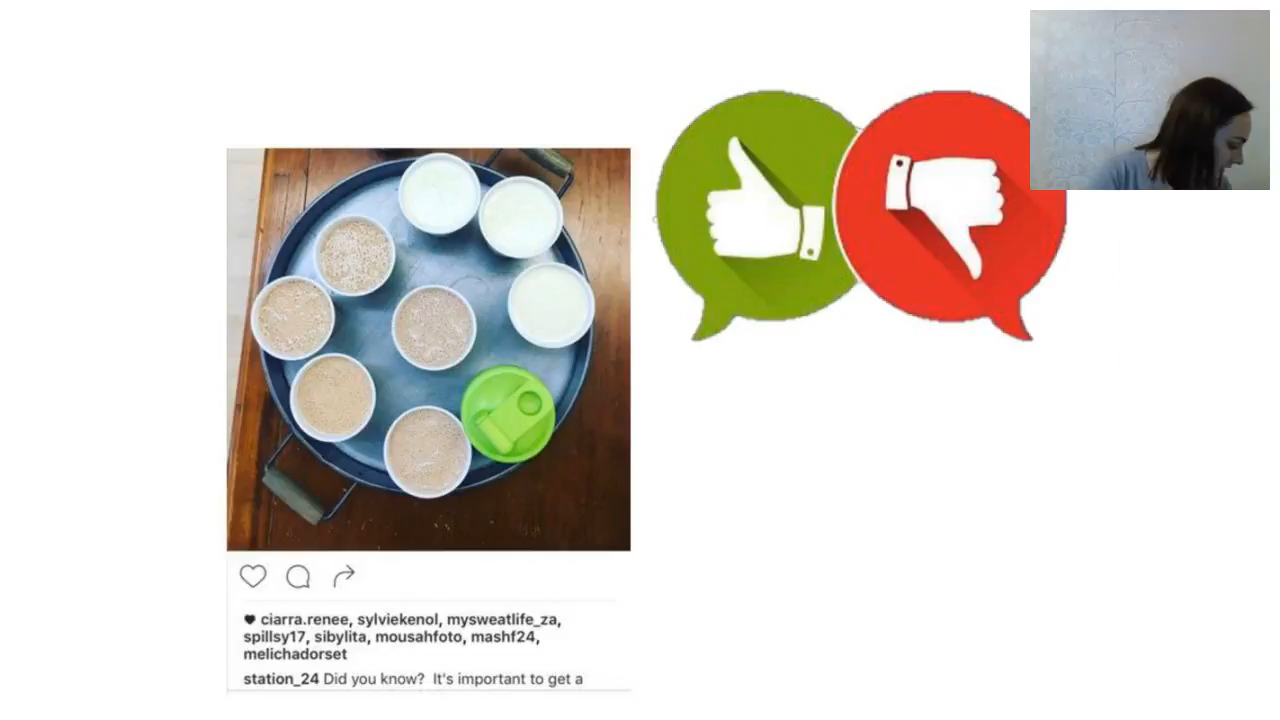 ciarra.renee, sylviekenol, mysweatlife_za,
spillsy17, sibylita, mousahfoto, mashf24,
melichadorset
station_24 Did you know?  It's important to get a